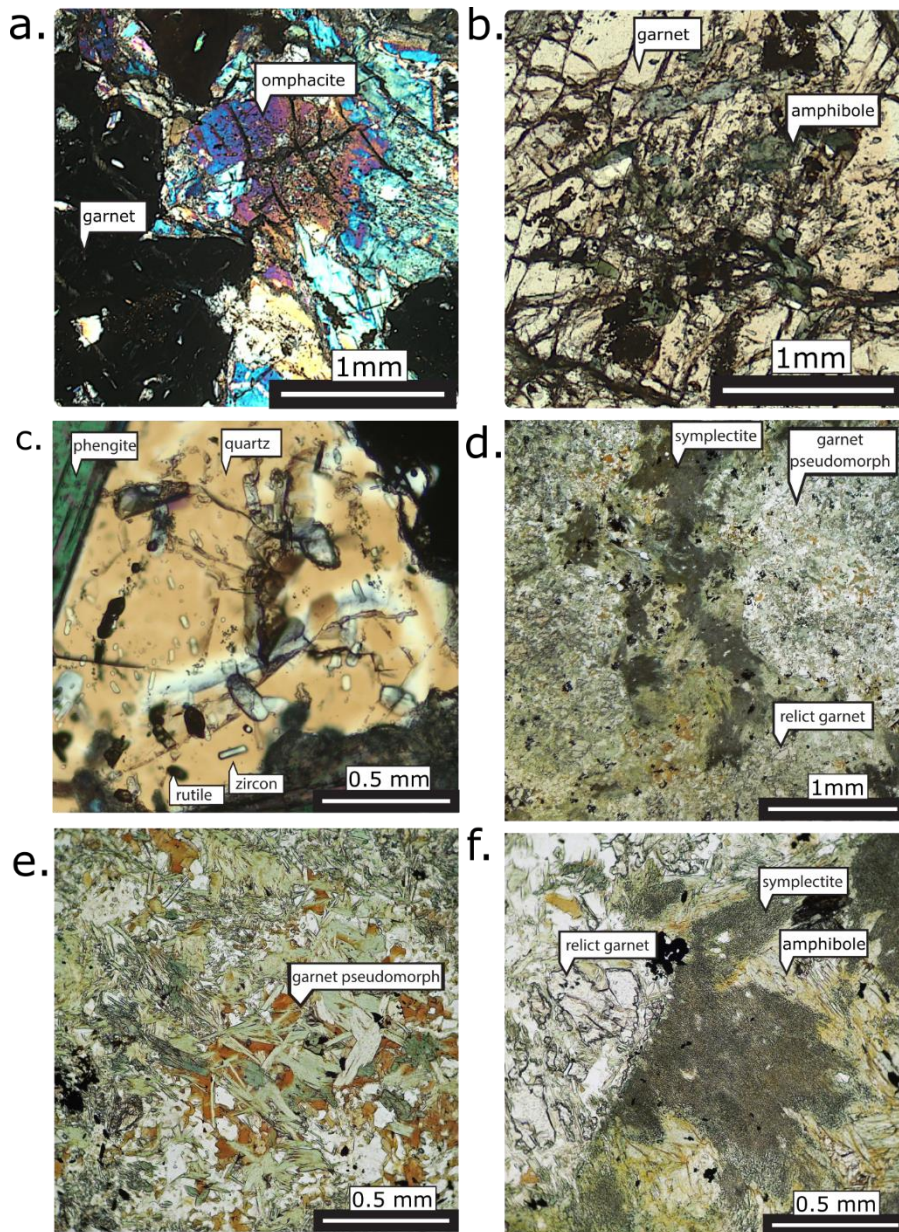 a.
omphacite
garnet
1mm
b.
garnet
amphibole
1mm
c.
phengite
quartz
rutile
zircon
0.5 mm
d.
symplectite
garnet
pseudomorph
relict garnet
1mm
e.
garnet pseudomorph
0.5 mm
f.
symplectite
relict garnet
amphibole
0.5 mm